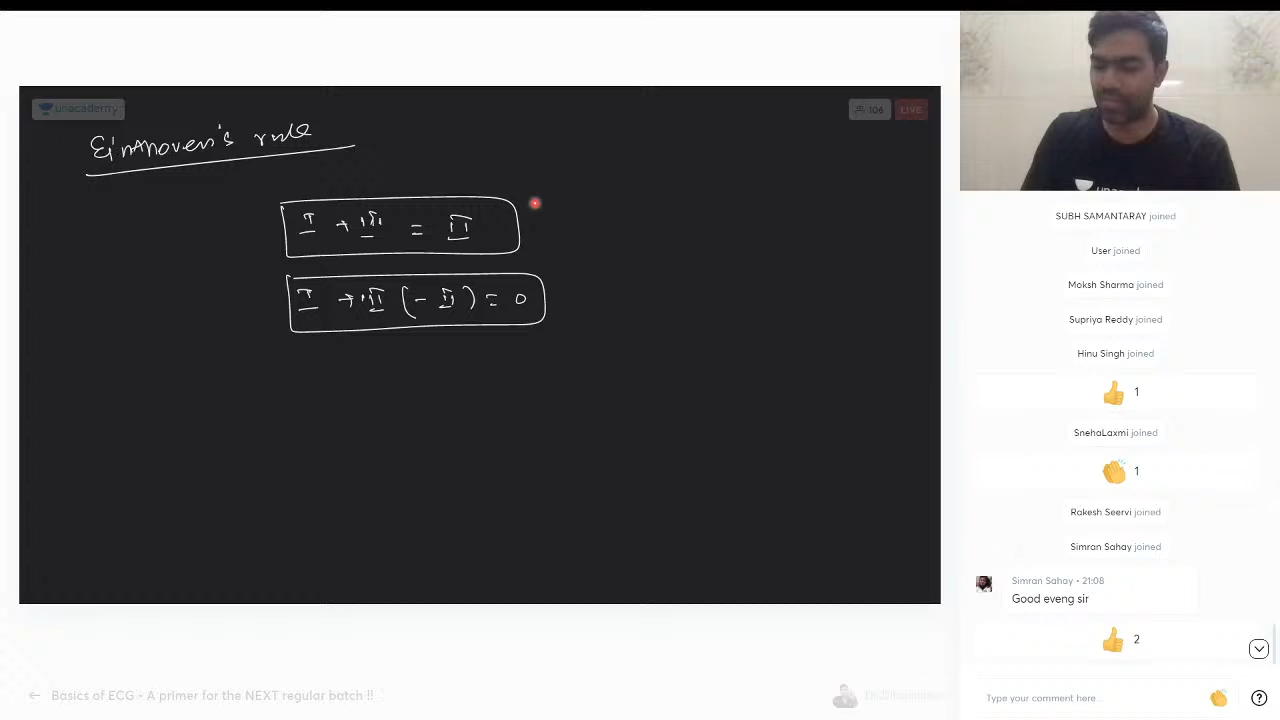 unacademy
106
LIVE
Einthoven's rule
I + III = II
I + III (- II) = 0
SUBH SAMANTARAY joined
User joined
Moksh Sharma joined
Supriya Reddy joined
Hinu Singh joined
1
SnehaLaxmi joined
1
Rakesh Seervi joined
Simran Sahay joined
Simran Sahay • 21:08
Good eveng sir
2
Basics of ECG - A primer for the NEXT regular batch !!
Type your comment here...